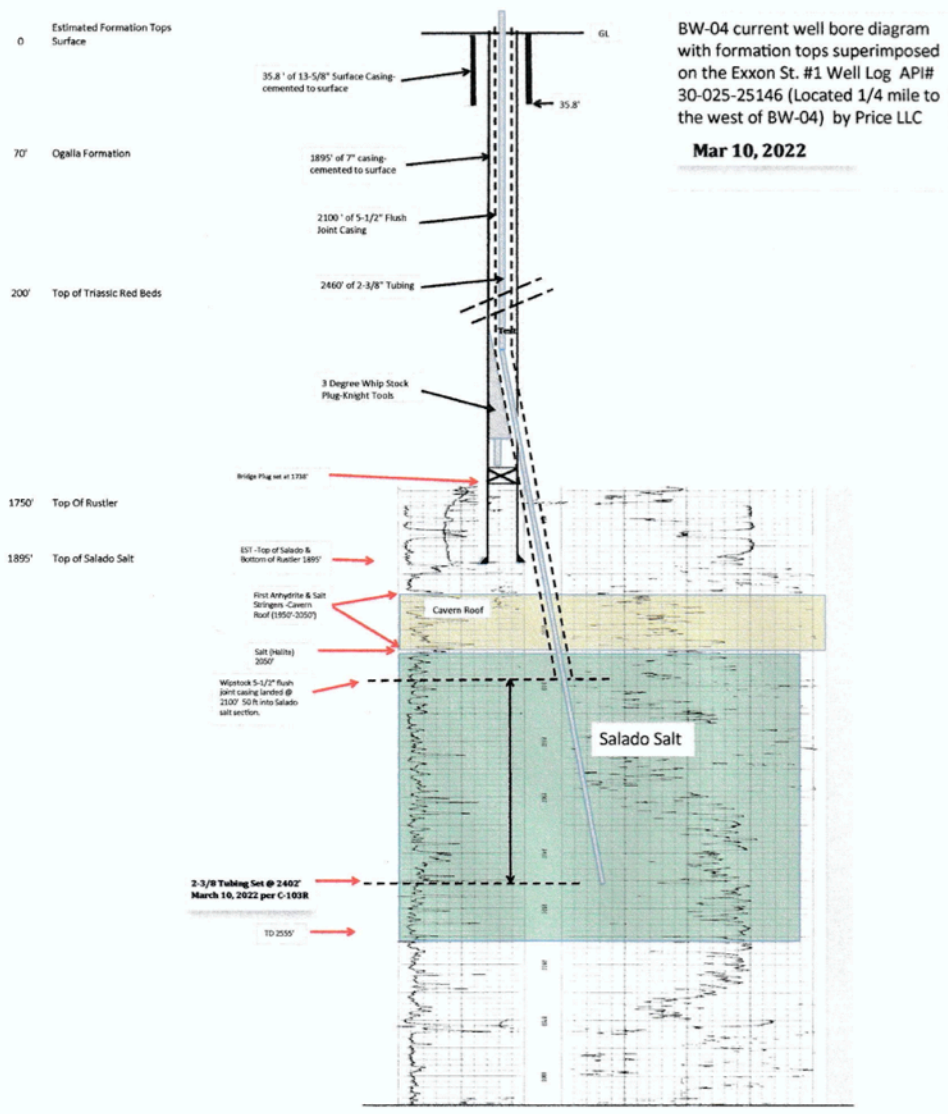 Estimated Formation Tops
0 Surface
GL
BW-04 current well bore diagram
with formation tops superimposed
on the Exxon St. #1 Well Log API#
30-025-25146 (Located 1/4 mile to
the west of BW-04) by Price LLC
Mar 10, 2022
35.8 ' of 13-5/8" Surface Casing-
cemented to surface
35.8'
70' Ogalla Formation
1895' of 7" casing-
cemented to surface
2100 ' of 5-1/2" Flush
Joint Casing
2460' of 2-3/8" Tubing
200' Top of Triassic Red Beds
Text
3 Degree Whip Stock
Plug-Knight Tools
Bridge Plug set at 1738'
1750' Top Of Rustler
1895' Top of Salado Salt
EST -Top of Salado &
Bottom of Rustler 1895'
First Anhydrite & Salt
Stringers -Cavern
Roof (1950'-2050')
Cavern Roof
Salt (Halite)
2050'
Wipstock 5-1/2" flush
joint casing landed @
2100' 50 ft into Salado
salt section.
Salado Salt
2-3/8 Tubing Set @ 2402'
March 10, 2022 per C-103R
TD 2555'